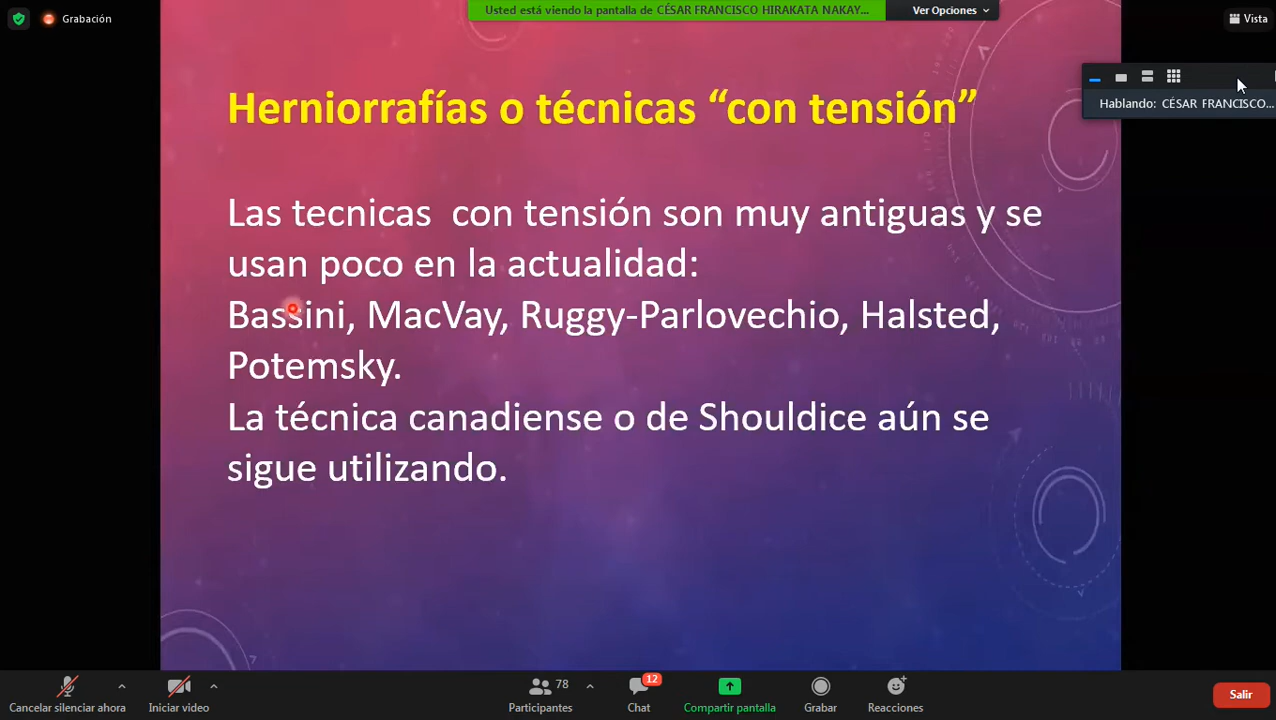 Grabación
Usted está viendo la pantalla de CÉSAR FRANCISCO HIRAKATA NAKAY...
Ver Opciones
Vista
Hablando: CÉSAR FRANCISCO...
Herniorrafías o técnicas “con tensión”
Las tecnicas con tensión son muy antiguas y se
usan poco en la actualidad:
Bassini, MacVay, Ruggy-Parlovechio, Halsted,
Potemsky.
La técnica canadiense o de Shouldice aún se
sigue utilizando.
Cancelar silenciar ahora
Iniciar video
78
Participantes
12
Chat
Compartir pantalla
Grabar
Reacciones
Salir